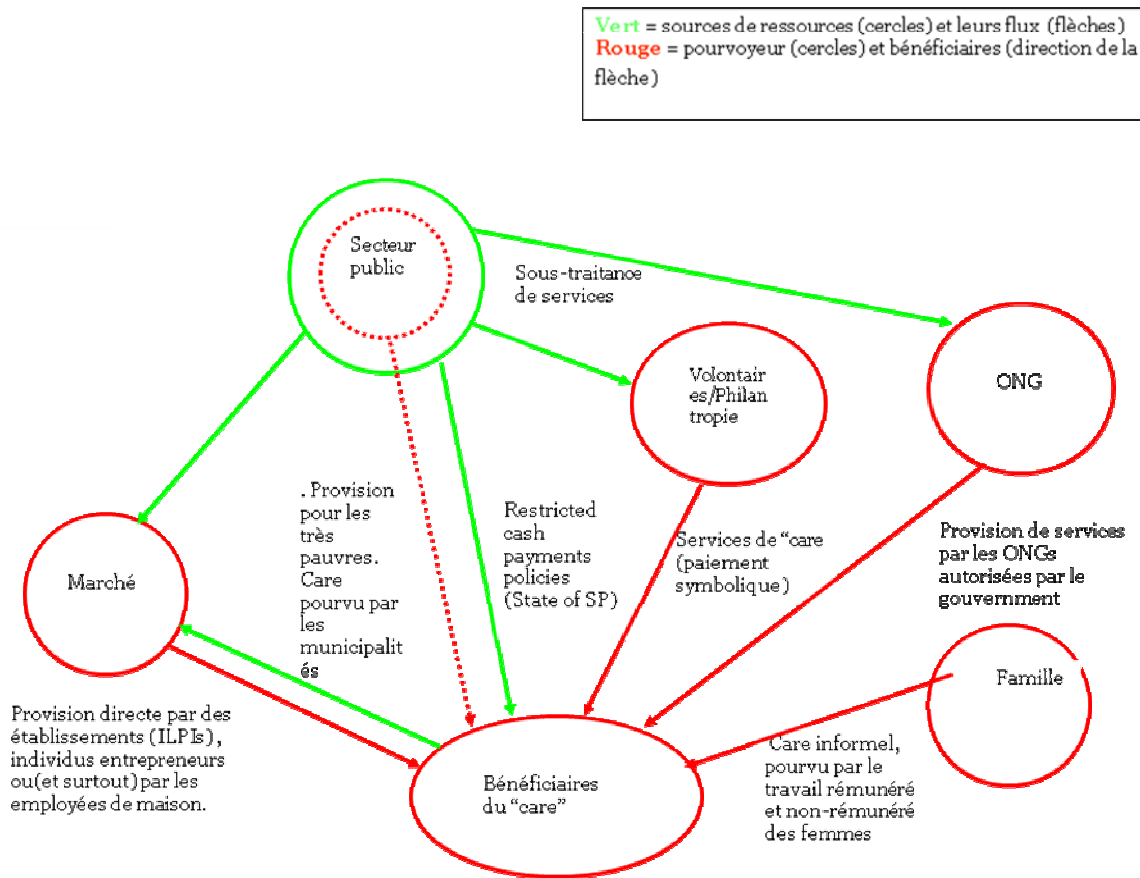 Vert = sources de ressources (cercles) et leurs flux (flèches)
Rouge = pourvoyeur (cercles) et bénéficiaires (direction de la
flèche)
Secteur
public
Sous-traitance
de services
Volontair
es/Philan
tropie
ONG
. Provision
pour les
très
pauvres.
Care
pourvu par
les
municipalit
és
Restricted
cash
payments
policies
(State of SP)
Services de “care
(paiement
symbolique)
Provision de services
par les ONGs
autorisées par le
gouvernment
Marché
Famille
Provision directe par des
établissements (ILPIs),
individus entrepreneurs
ou(et surtout) par les
employées de maison.
Bénéficiaires
du “care”
Care informel,
pourvu par le
travail rémunéré
et non-rémunéré
des femmes